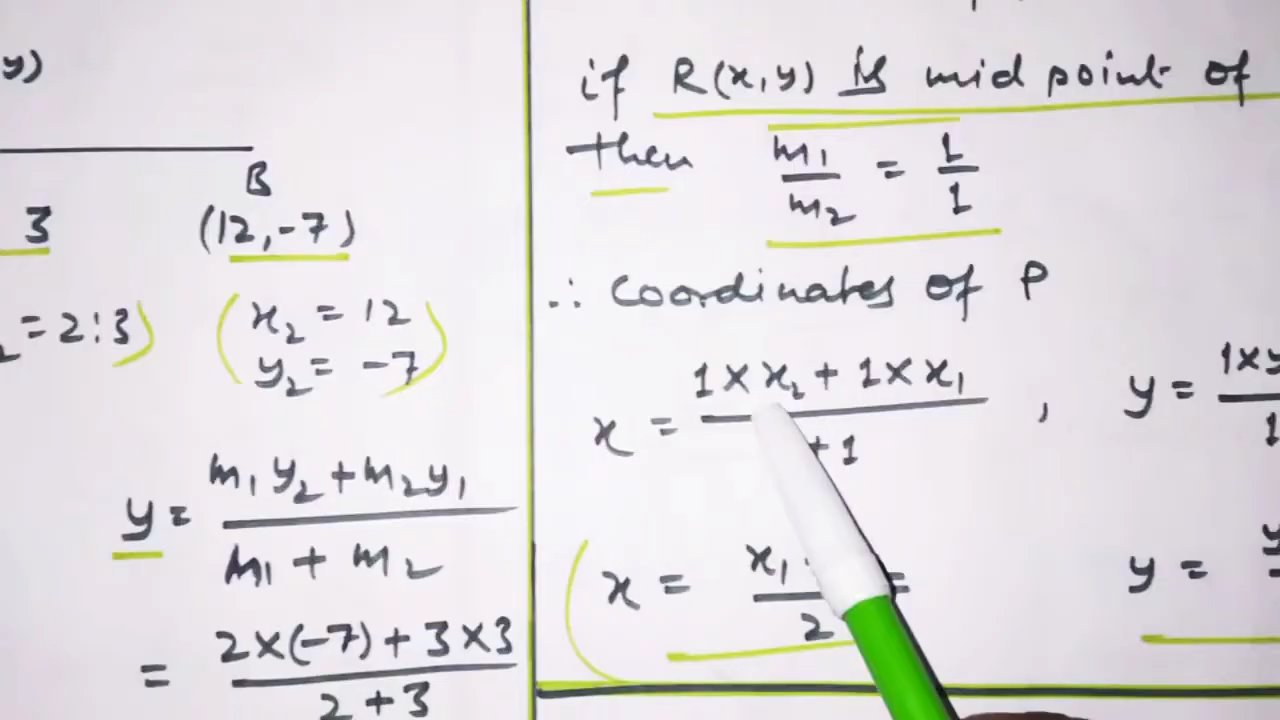 y)
B
3 (12,-7)
₂ = 2:3) (x₂ = 12
y₂ = -7)
y = m₁y₂ + m₂y₁ / m₁ + m₂
= 2×(-7) + 3×3 / 2+3
if R(x,y) is mid point of
then m₁/m₂ = 1/1
∴ coordinates of P
x = 1×x₂ + 1×x₁ / +1 , y = 1×y / 1
(x = x₁ / 2 = y = y